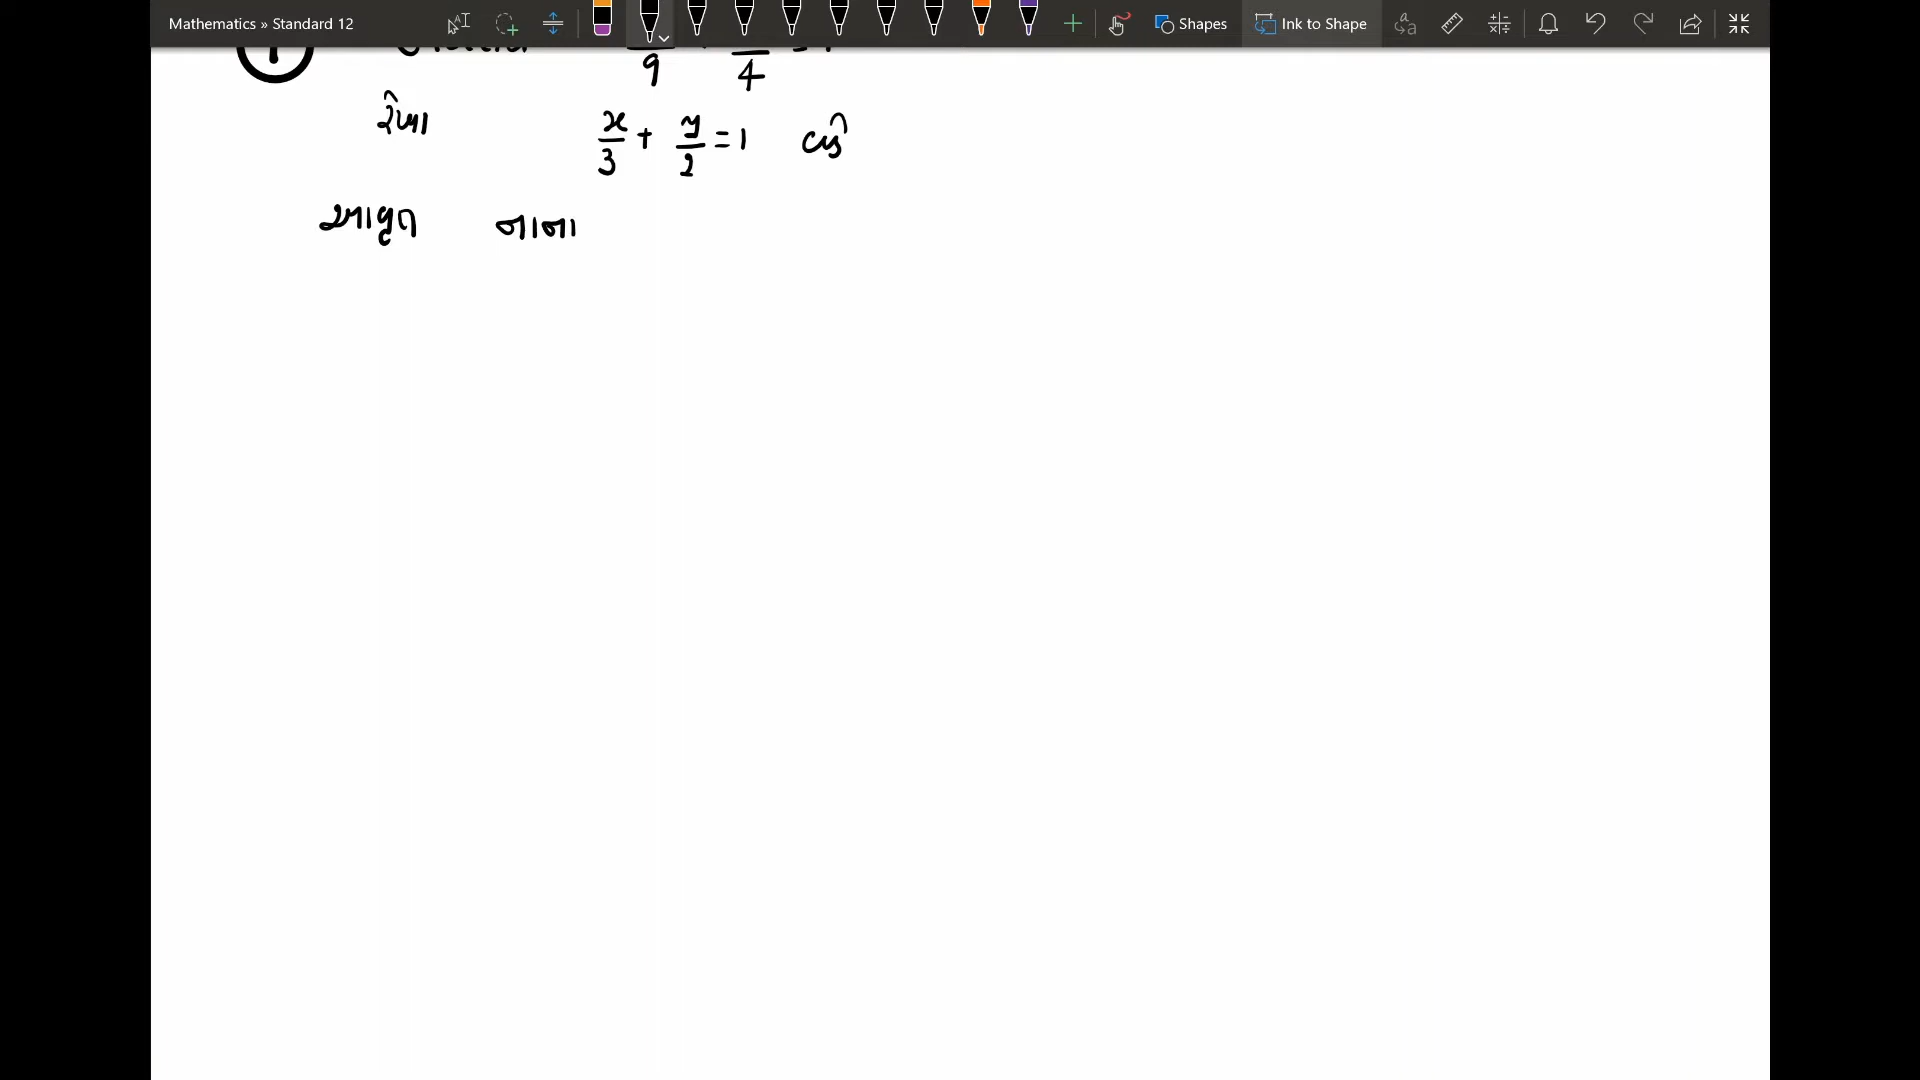 Mathematics » Standard 12
Shapes
Ink to Shape
9 4
રેખા x/3 + y/2 = 1 વડે
આવૃત્ત નાના